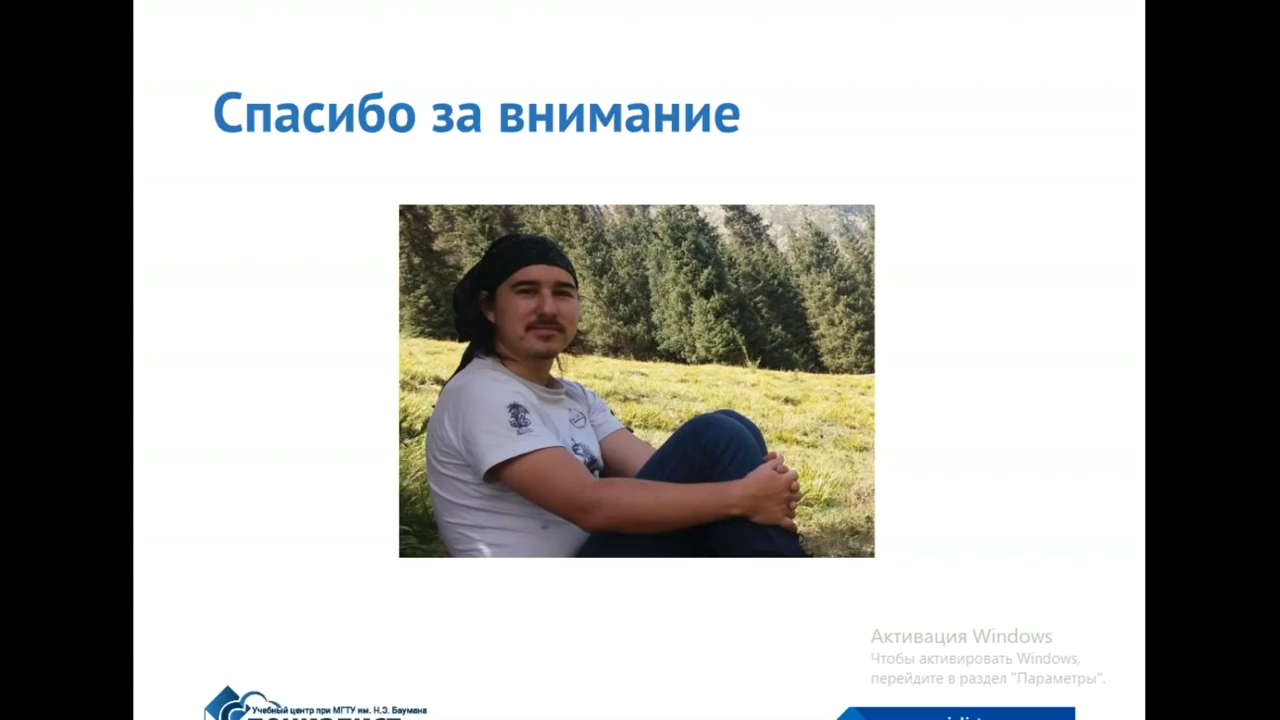 Спасибо за внимание
Активация Windows
Чтобы активировать Windows,
перейдите в раздел "Параметры".
Учебный центр при МГТУ им. Н.Э. Баумана